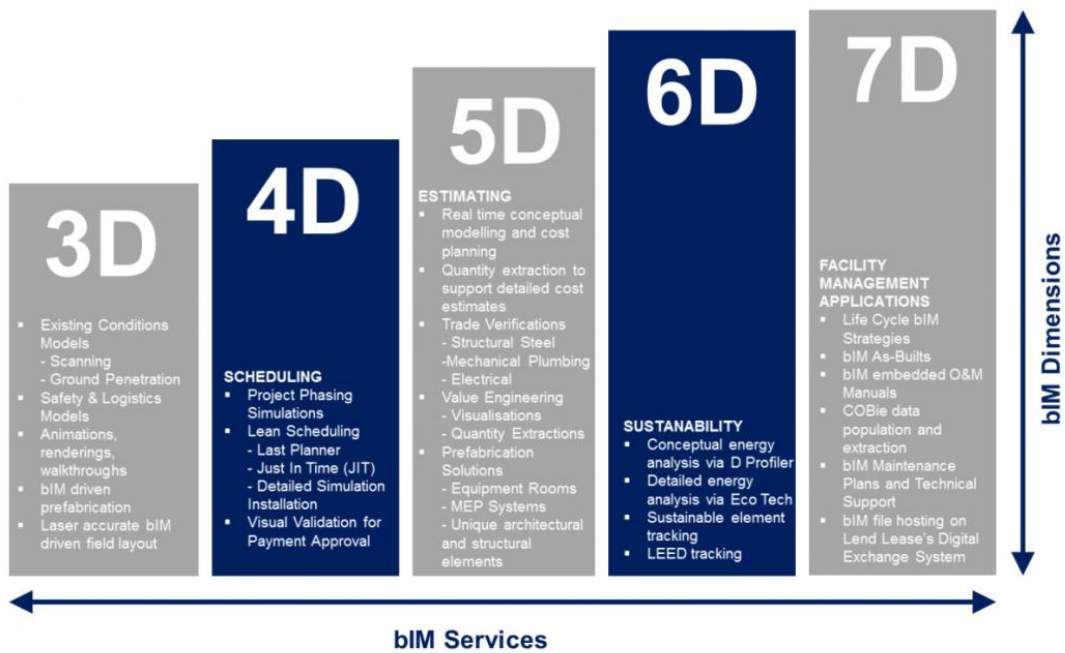 3D
▪ Existing Conditions
Models
- Scanning
- Ground Penetration
▪ Safety & Logistics
Models
▪ Animations,
renderings,
walkthroughs
▪ bIM driven
prefabrication
▪ Laser accurate bIM
driven field layout
4D
SCHEDULING
▪ Project Phasing
Simulations
▪ Lean Scheduling
- Last Planner
- Just In Time (JIT)
- Detailed Simulation
Installation
▪ Visual Validation for
Payment Approval
5D
ESTIMATING
▪ Real time conceptual
modelling and cost
planning
▪ Quantity extraction to
support detailed cost
estimates
▪ Trade Verifications
- Structural Steel
-Mechanical Plumbing
- Electrical
▪ Value Engineering
- Visualisations
- Quantity Extractions
▪ Prefabrication
Solutions
- Equipment Rooms
- MEP Systems
- Unique architectural
and structural
elements
6D
SUSTANABILITY
▪ Conceptual energy
analysis via D Profiler
▪ Detailed energy
analysis via Eco Tech
▪ Sustainable element
tracking
▪ LEED tracking
7D
FACILITY
MANAGEMENT
APPLICATIONS
▪ Life Cycle bIM
Strategies
▪ bIM As-Builts
▪ bIM embedded O&M
Manuals
▪ COBie data
population and
extraction
▪ bIM Maintenance
Plans and Technical
Support
▪ bIM file hosting on
Lend Lease's Digital
Exchange System
bIM Dimensions
bIM Services